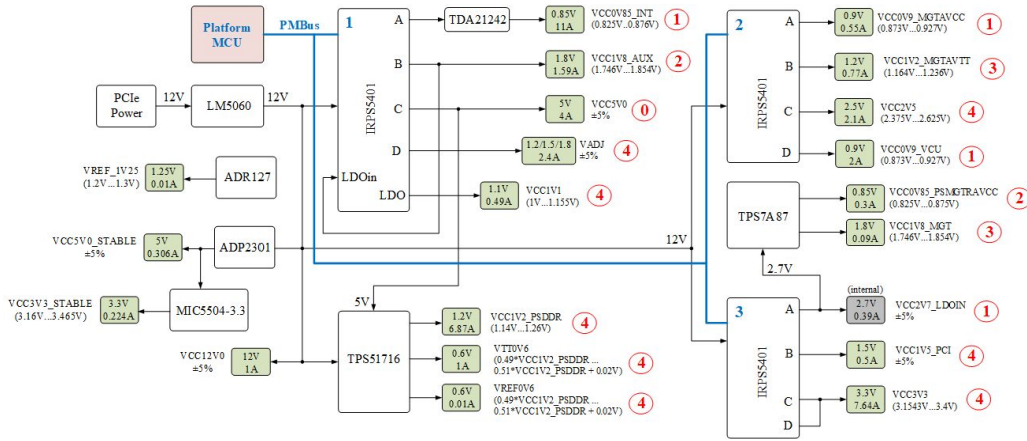 Platform
MCU
PMBus
PCIe
Power
12V
LM5060
12V
1
IRPS5401
A
B
C
D
LDOin
LDO
TDA21242
0.85V
11A
VCC0V85_INT
(0.825V...0.876V)
1
1.8V
1.59A
VCC1V8_AUX
(1.746V...1.854V)
2
5V
4A
VCC5V0
±5%
0
1.2/1.5/1.8
2.4A
VADJ
±5%
4
1.1V
0.49A
VCC1V1
(1V...1.155V)
4
VREF_1V25
(1.2V...1.3V)
1.25V
0.01A
ADR127
VCC5V0_STABLE
±5%
5V
0.306A
ADP2301
VCC3V3_STABLE
(3.16V...3.465V)
3.3V
0.224A
MIC5504-3.3
VCC12V0
±5%
12V
1A
5V
TPS51716
1.2V
6.87A
VCC1V2_PSDDR
(1.14V...1.26V)
4
0.6V
1A
VTT0V6
(0.49*VCC1V2_PSDDR ...
0.51*VCC1V2_PSDDR + 0.02V)
4
0.6V
0.01A
VREF0V6
(0.49*VCC1V2_PSDDR ...
0.51*VCC1V2_PSDDR + 0.02V)
4
12V
2
IRPS5401
A
B
C
D
0.9V
0.55A
VCC0V9_MGTAVCC
(0.873V...0.927V)
1
1.2V
0.77A
VCC1V2_MGTAVTT
(1.164V...1.236V)
3
2.5V
2.1A
VCC2V5
(2.375V...2.625V)
4
0.9V
2A
VCC0V9_VCU
(0.873V...0.927V)
1
TPS7A87
0.85V
0.3A
VCC0V85_PSMGTRAVCC
(0.825V...0.875V)
2
1.8V
0.09A
VCC1V8_MGT
(1.746V...1.854V)
3
2.7V
3
IRPS5401
A
B
C
D
(internal)
2.7V
0.39A
VCC2V7_LDOIN
±5%
1
1.5V
0.5A
VCC1V5_PCI
±5%
4
3.3V
7.64A
VCC3V3
(3.1543V...3.4V)
4